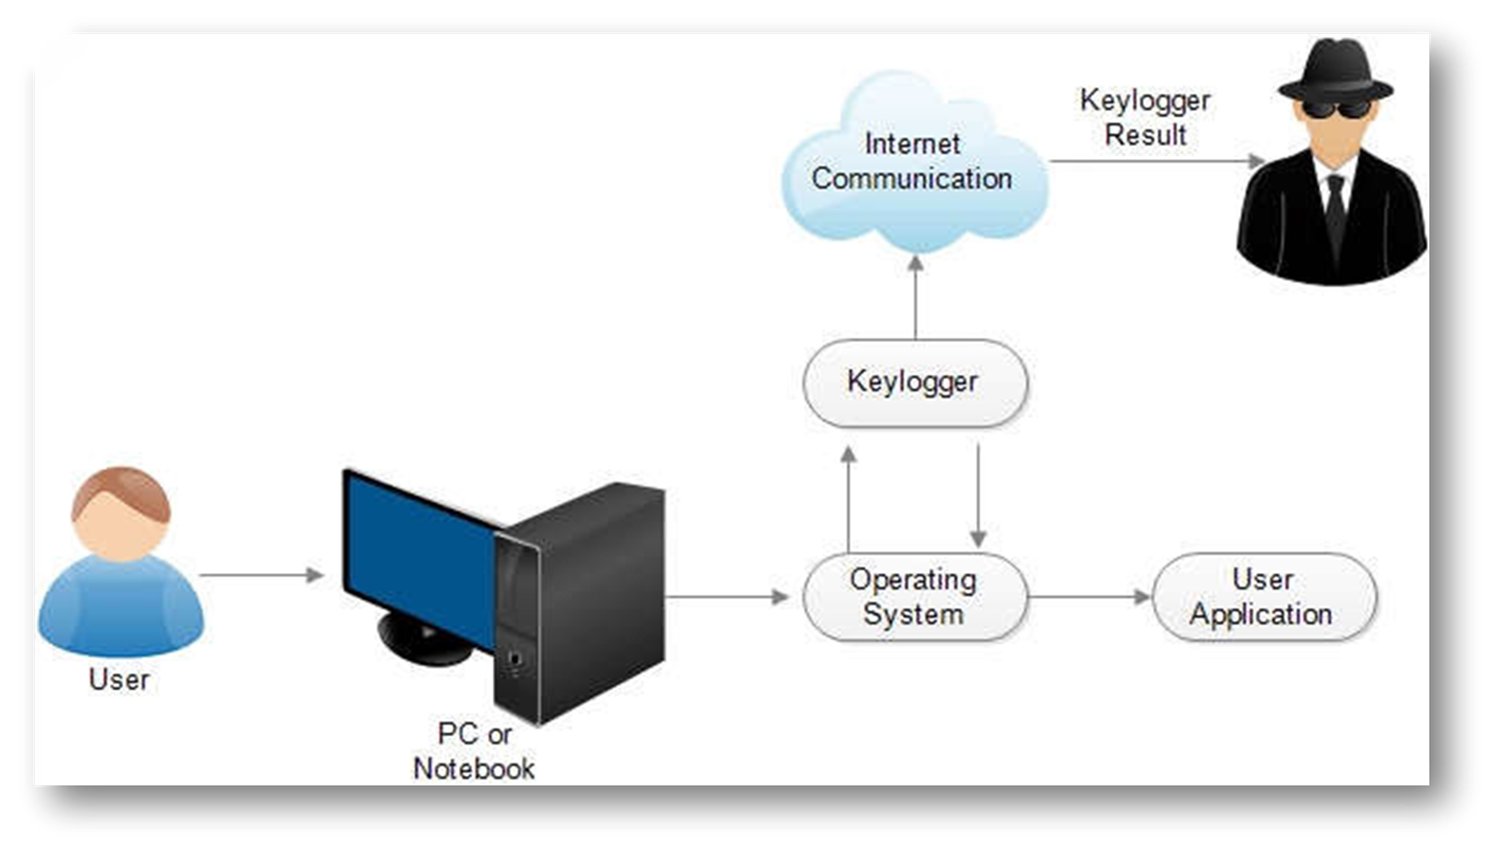 Internet
Communication
Keylogger
Result
Keylogger
Operating
System
User
Application
User
PC or
Notebook